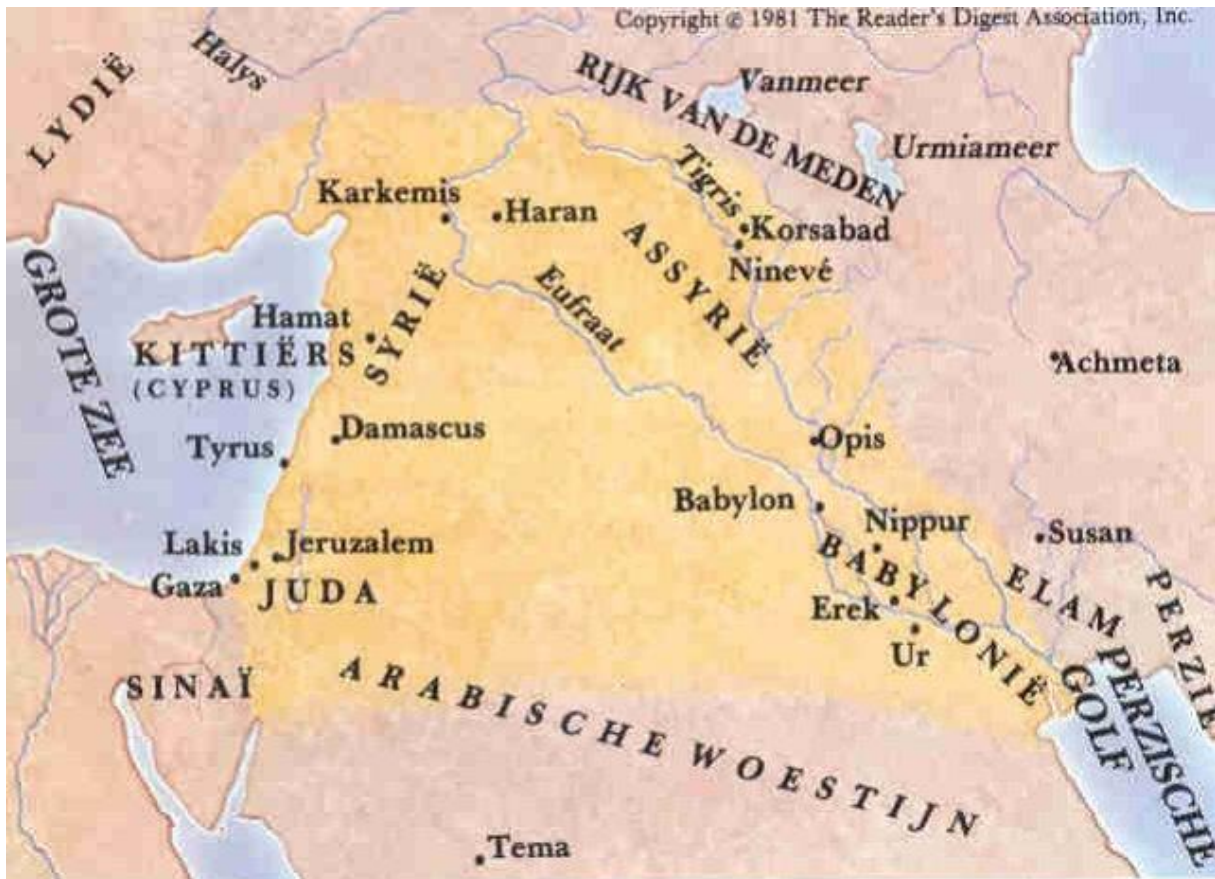 Copyright © 1981 The Reader's Digest Association, Inc.
Halys
LYDIË
RIJK VAN DE MEDEN
Vanmeer
Urmiameer
Tigris
Karkemis
Haran
Korsabad
Ninevé
ASSYRIË
GROTE ZEE
SYRIË
Eufraat
Hamat
KITTIËRS
(CYPRUS)
Achmeta
Damascus
Tyrus
Opis
Babylon
Nippur
Susan
Lakis
Jeruzalem
Gaza
JUDA
BABYLONIË
Erek
Ur
ELAM
PERZIË
SINAÏ
ARABISCHE WOESTIJN
PERZISCHE
GOLF
Tema